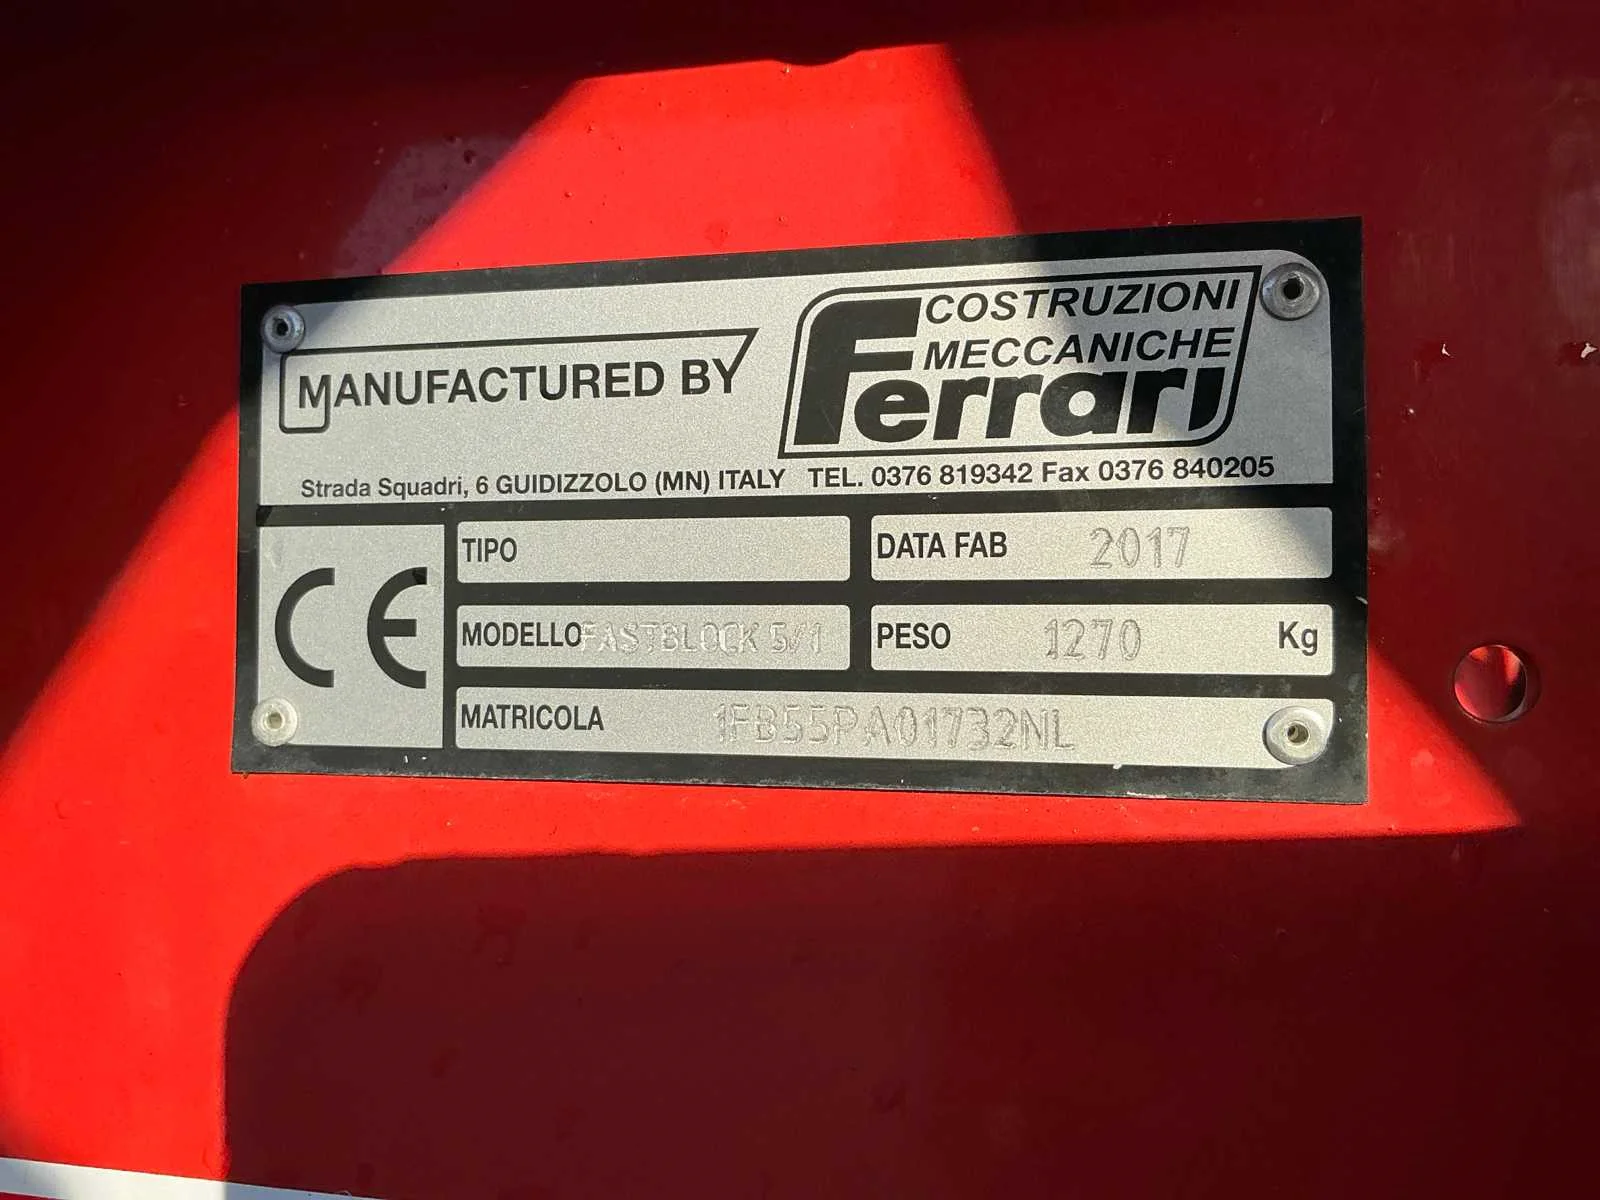 MANUFACTURED BY
COSTRUZIONI
MECCANICHE
Ferrari
Strada Squadri, 6 GUIDIZZOLO (MN) ITALY TEL. 0376 819342 Fax 0376 840205
CE
TIPO
DATA FAB 2017
MODELLO FASTBLOCK 5/1
PESO 1270 Kg
MATRICOLA 1FB55PA01732NL